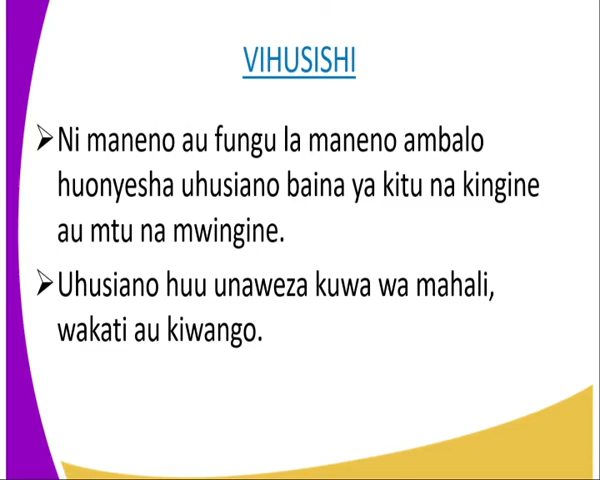 VIHUSISHI
Ni maneno au fungu la maneno ambalo
huonyesha uhusiano baina ya kitu na kingine
au mtu na mwingine.
Uhusiano huu unaweza kuwa wa mahali,
wakati au kiwango.